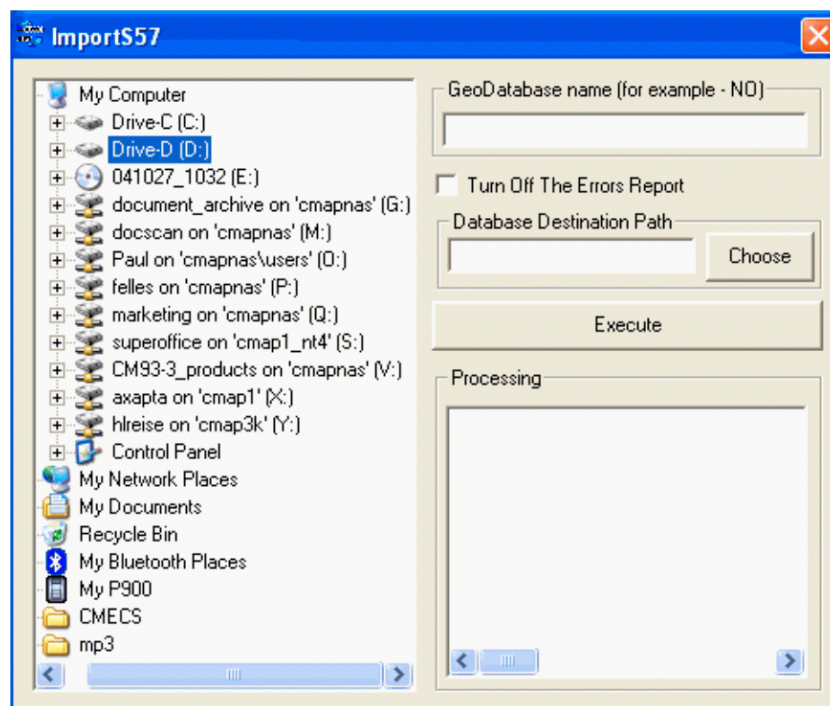 ImportS57
My Computer
Drive-C (C:)
Drive-D (D:)
041027_1032 (E:)
document_archive on 'cmapnas' (G:)
docscan on 'cmapnas' (M:)
Paul on 'cmapnas\users' (O:)
felles on 'cmapnas' (P:)
marketing on 'cmapnas' (Q:)
superoffice on 'cmap1_nt4' (S:)
CM93-3_products on 'cmapnas' (V:)
axapta on 'cmap1' (X:)
hlreise on 'cmap3k' (Y:)
Control Panel
My Network Places
My Documents
Recycle Bin
My Bluetooth Places
My P900
CMECS
mp3
GeoDatabase name (for example - NO)
Turn Off The Errors Report
Database Destination Path
Choose
Execute
Processing